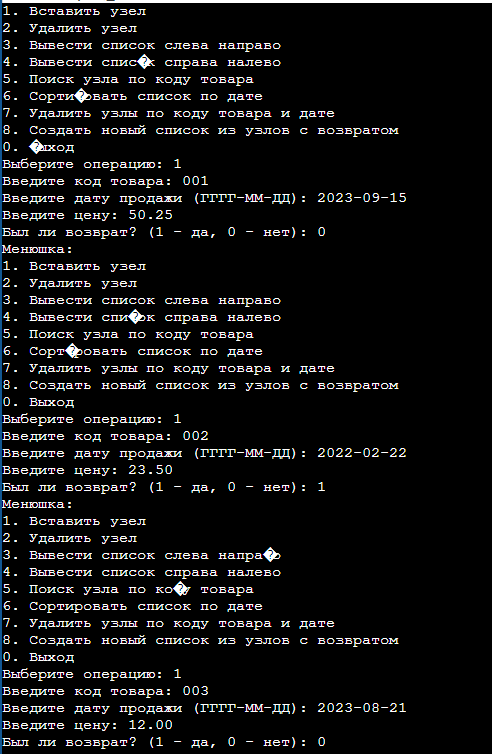 1. Вставить узел
2. Удалить узел
3. Вывести список слева направо
4. Вывести спис�к справа налево
5. Поиск узла по коду товара
6. Сорти�овать список по дате
7. Удалить узлы по коду товара и дате
8. Создать новый список из узлов с возвратом
0. �ыход
Выберите операцию: 1
Введите код товара: 001
Введите дату продажи (ГГГГ-ММ-ДД): 2023-09-15
Введите цену: 50.25
Был ли возврат? (1 - да, 0 - нет): 0
Менюшка:
1. Вставить узел
2. Удалить узел
3. Вывести список слева направо
4. Вывести спи�ок справа налево
5. Поиск узла по коду товара
6. Сорт�ровать список по дате
7. Удалить узлы по коду товара и дате
8. Создать новый список из узлов с возвратом
0. Выход
Выберите операцию: 1
Введите код товара: 002
Введите дату продажи (ГГГГ-ММ-ДД): 2022-02-22
Введите цену: 23.50
Был ли возврат? (1 - да, 0 - нет): 1
Менюшка:
1. Вставить узел
2. Удалить узел
3. Вывести список слева напра�о
4. Вывести список справа налево
5. Поиск узла по ко�у товара
6. Сортировать список по дате
7. Удалить узлы по коду товара и дате
8. Создать новый список из узлов с возвратом
0. Выход
Выберите операцию: 1
Введите код товара: 003
Введите дату продажи (ГГГГ-ММ-ДД): 2023-08-21
Введите цену: 12.00
Был ли возврат? (1 - да, 0 - нет): 0